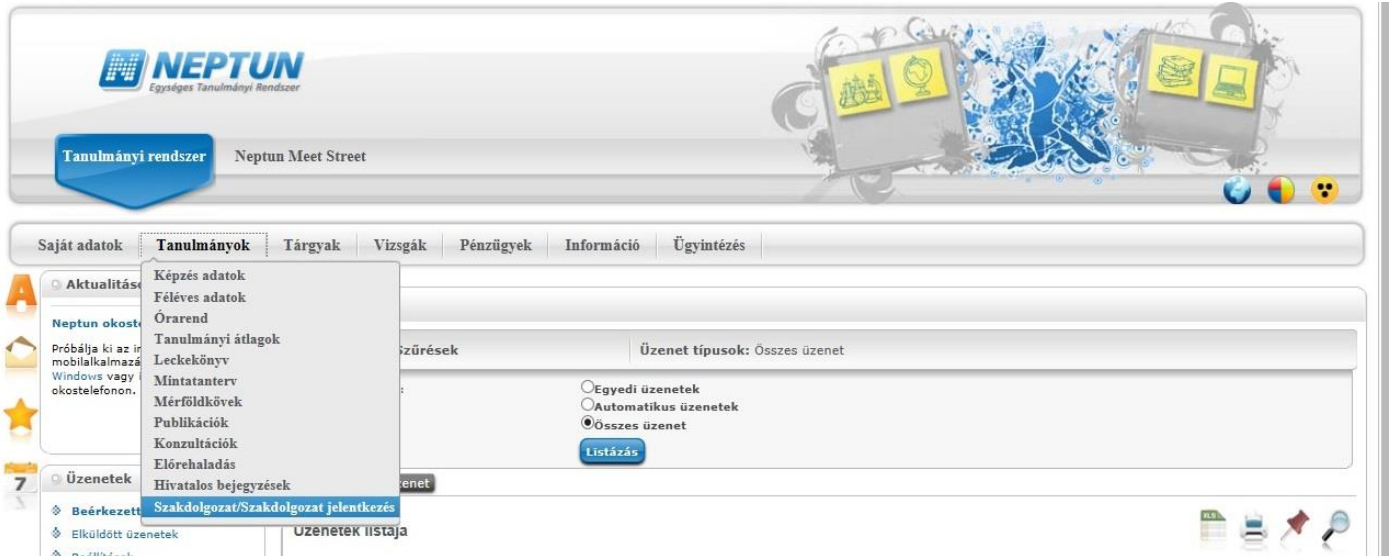 NEPTUN
Egységes Tanulmányi Rendszer
Tanulmányi rendszer
Neptun Meet Street
Saját adatok Tanulmányok Tárgyak Vizsgák Pénzügyek Információ Ügyintézés
Képzés adatok
Féléves adatok
Órarend
Tanulmányi átlagok
Leckekönyv
Mintatanterv
Mérföldkövek
Publikációk
Konzultációk
Előrehaladás
Hivatalos bejegyzések
Szakdolgozat/Szakdolgozat jelentkezés
Neptun
Próbálja ki az
Windows vagy
okostelefonon.
7
Üzenetek
Elküldött üzenetek
Szűrések
Üzenet típusok: Összes üzenet
Egyedi üzenetek
Automatikus üzenetek
Összes üzenet
Listázás
Üzenetek listája
XLS